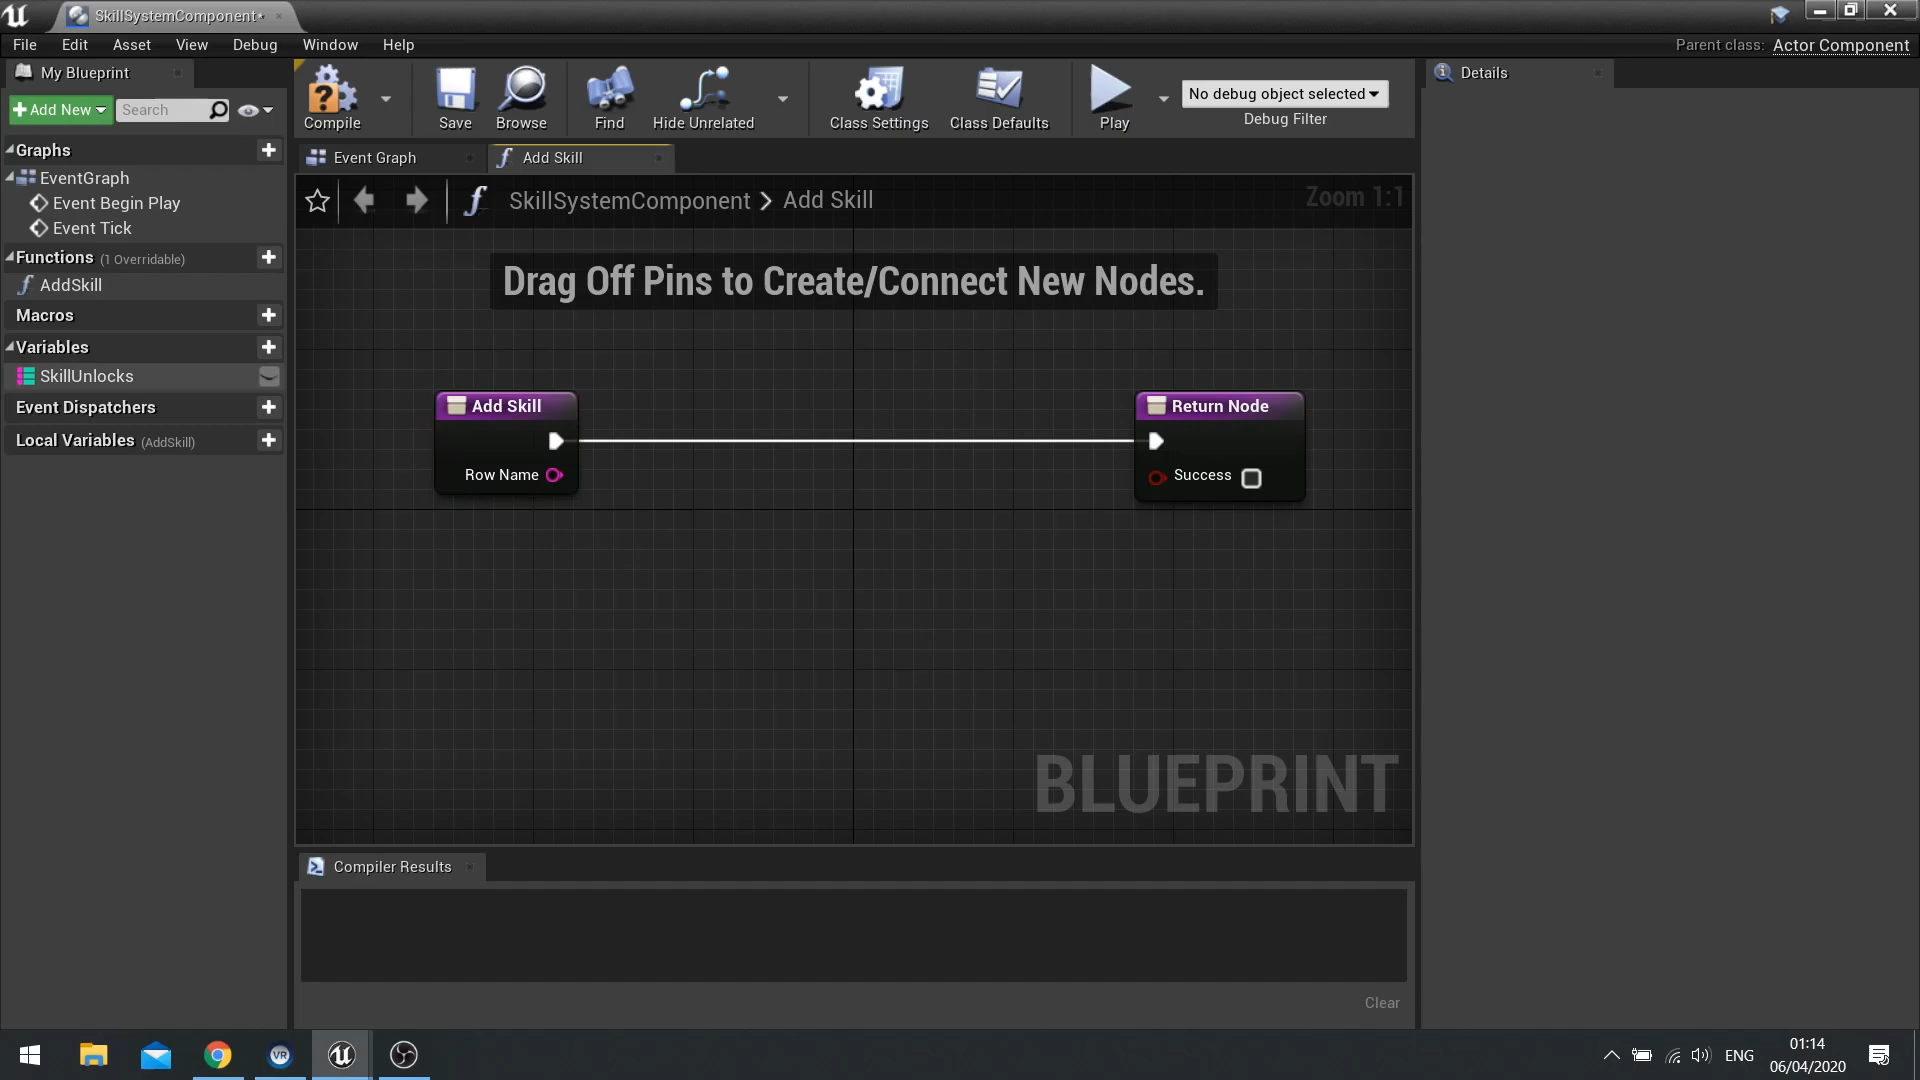 SkillSystemComponent*
File Edit Asset View Debug Window Help
Parent class: Actor Component
My Blueprint
Add New
Search
Compile
Save
Browse
Find
Hide Unrelated
Class Settings
Class Defaults
Play
No debug object selected
Debug Filter
Details
Graphs
EventGraph
Event Begin Play
Event Tick
Functions (1 Overridable)
AddSkill
Macros
Variables
SkillUnlocks
Event Dispatchers
Local Variables (AddSkill)
Event Graph
Add Skill
SkillSystemComponent > Add Skill
Zoom 1:1
Drag Off Pins to Create/Connect New Nodes.
Add Skill
Row Name
Return Node
Success
BLUEPRINT
Compiler Results
Clear
VR
ENG
01:14
06/04/2020